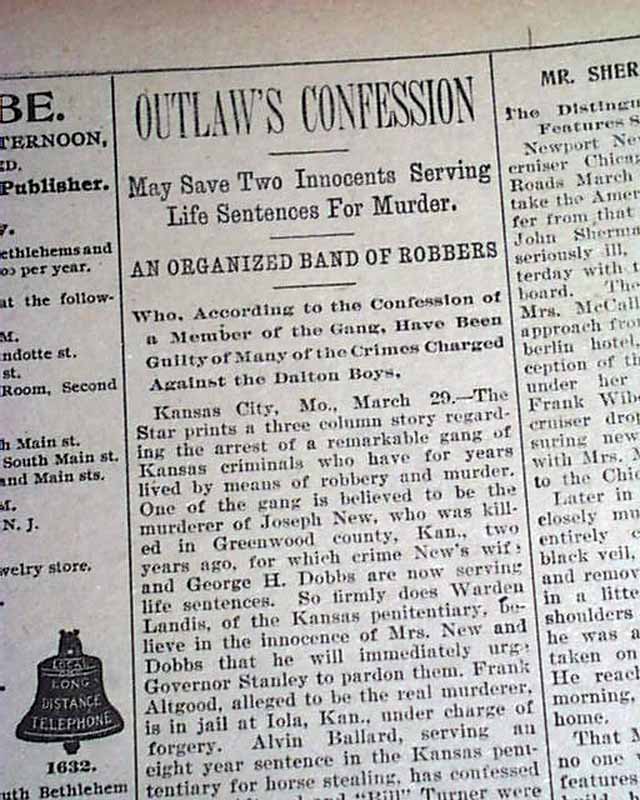 BE.
TERNOON,
ED.
Publisher.
ethlehems and
per year.
at the follow-
M.
ndotte st.
st.
Room, Second
h Main st.
South Main st.
and Main sts.
M.
N. J.
welry store.
LOCAL
LONG
DISTANCE
TELEPHONE
1632.
uth Bethlehem
OUTLAW'S CONFESSION
May Save Two Innocents Serving
Life Sentences For Murder.
AN ORGANIZED BAND OF ROBBERS
Who, According to the Confession of
a Member of the Gang, Have Been
Guilty of Many of the Crimes Charged
Against the Dalton Boys.
Kansas City, Mo., March 29.—The
Star prints a three column story regard-
ing the arrest of a remarkable gang of
Kansas criminals who have for years
lived by means of robbery and murder.
One of the gang is believed to be the
murderer of Joseph New, who was kill-
ed in Greenwood county, Kan., two
years ago, for which crime New's wife
and George H. Dobbs are now serving
life sentences. So firmly does Warden
Landis, of the Kansas penitentiary, be-
lieve in the innocence of Mrs. New and
Dobbs that he will immediately urge
Governor Stanley to pardon them. Frank
Altgood, alleged to be the real murderer,
is in jail at Iola, Kan., under charge of
forgery. Alvin Ballard, serving an
eight year sentence in the Kansas peni-
tentiary for horse stealing, has confessed
and "Bill" Turner were
MR. SHER
The Disting
Features S
Newport Ne
cruiser Chica
Roads March
take the Amer
fer from that
John Sherma
seriously ill,
terday with t
board. The
Mrs. McCal
approach from
berlin hotel,
ception of th
under her
Frank Wib
cruiser drop
suring new
with Mrs. M
to the Chi
Later in
closely mu
entirely c
black veil.
and remov
in a litte
shoulders
he was a
taken on
He reac
morning,
home.
That M
no one
features